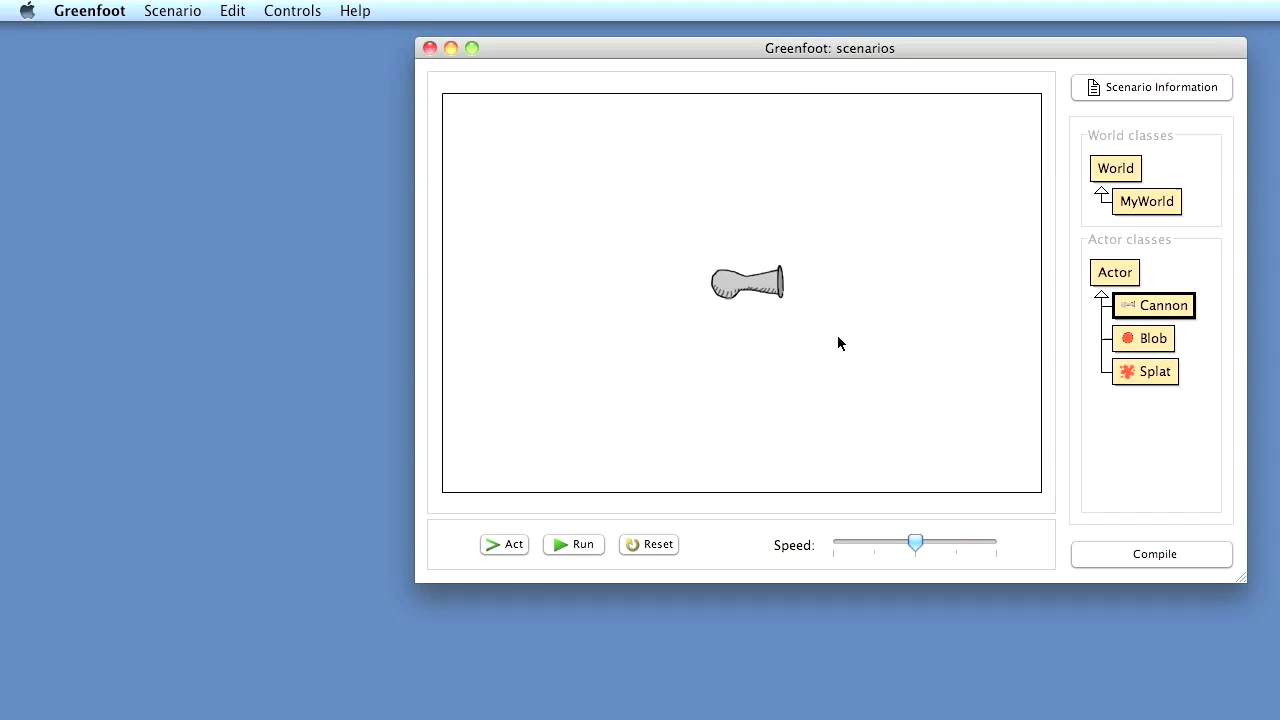 Greenfoot Scenario Edit Controls Help
Greenfoot: scenarios
Scenario Information
World classes
World
MyWorld
Actor classes
Actor
Cannon
Blob
Splat
Act Run Reset Speed:
Compile